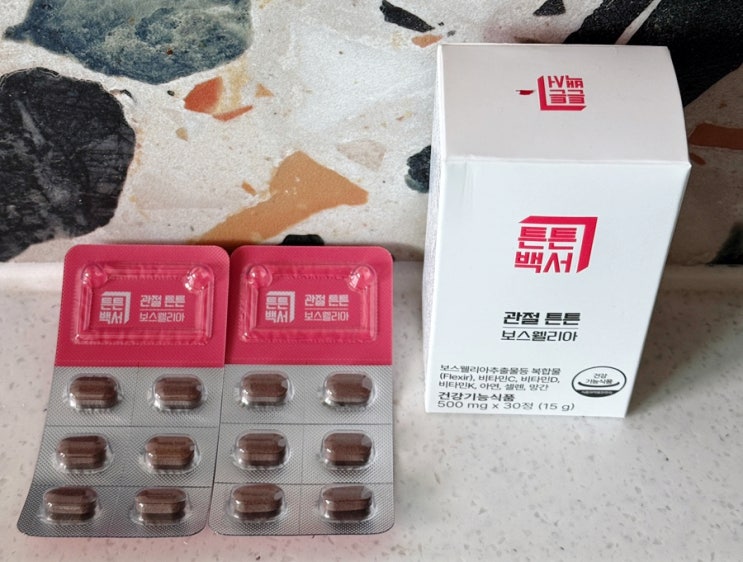 튼튼
백서
튼튼
백서
관절 튼튼
보스웰리아
보스웰리아추출물등 복합물
(Flexir), 비타민C, 비타민D,
비타민K, 아연, 셀렌, 망간
건강기능식품
500 mg x 30정 (15 g)
건강
기능식품
튼튼
백서
관절 튼튼
보스웰리아
튼튼
백서
관절 튼튼
보스웰리아